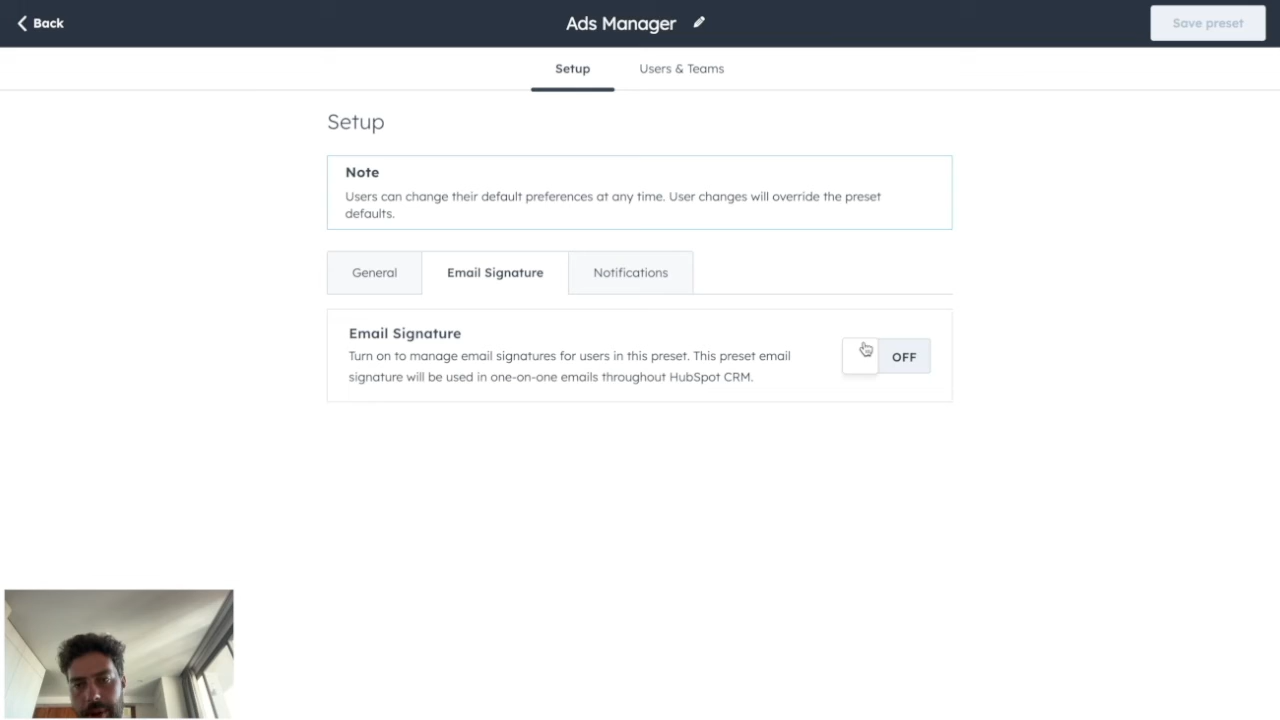 Back
Ads Manager
Save preset
Setup
Users & Teams
Setup
Note
Users can change their default preferences at any time. User changes will override the preset
defaults.
General
Email Signature
Notifications
Email Signature
Turn on to manage email signatures for users in this preset. This preset email
signature will be used in one-on-one emails throughout HubSpot CRM.
OFF